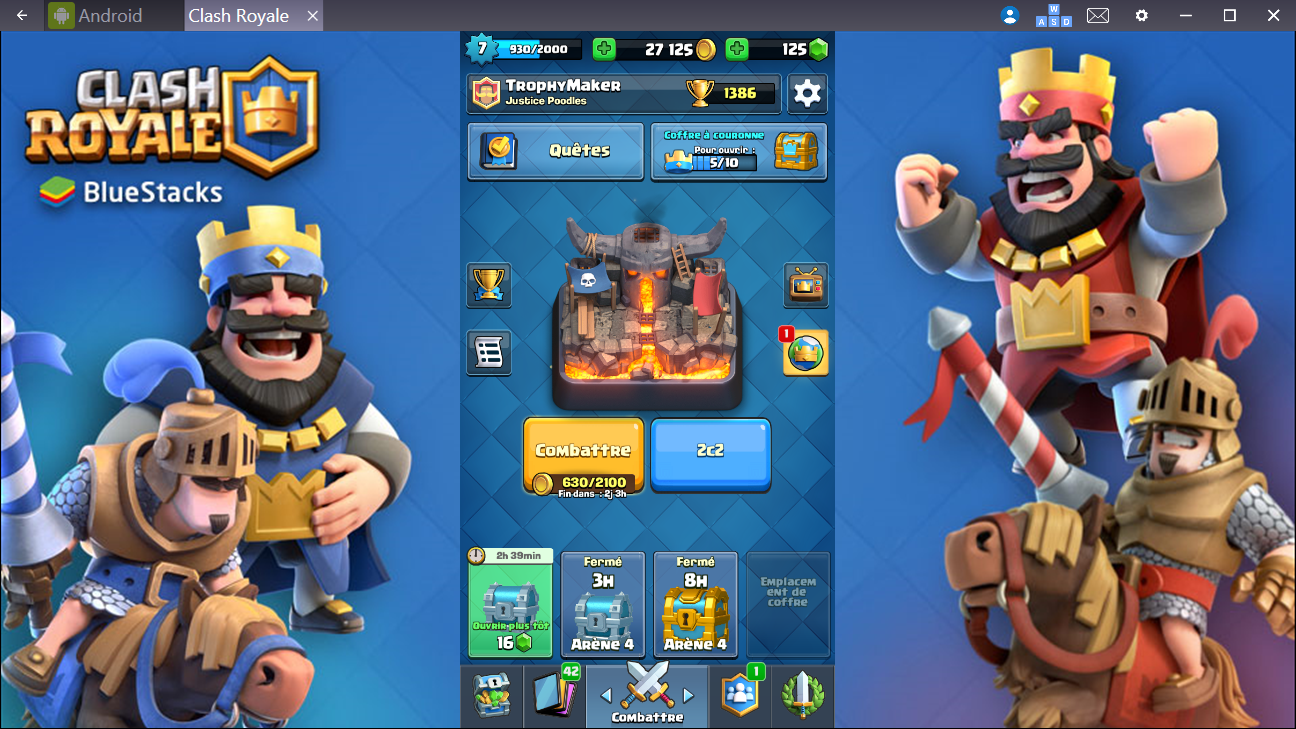 Android
Clash Royale
W
A S D
CLASH
ROYALE
BlueStacks
7
930/2000
27 125
125
TrophyMaker
Justice Poodles
1386
Quêtes
Coffre à couronne
Pour ouvrir :
5/10
1
Combattre
630/2100
Fin dans : 2j 3h
2c2
2h 39min
Ouvrir plus tôt
16
Fermé
3H
Arène 4
Fermé
8H
Arène 4
Emplacem
ent de
coffre
42
Combattre
1